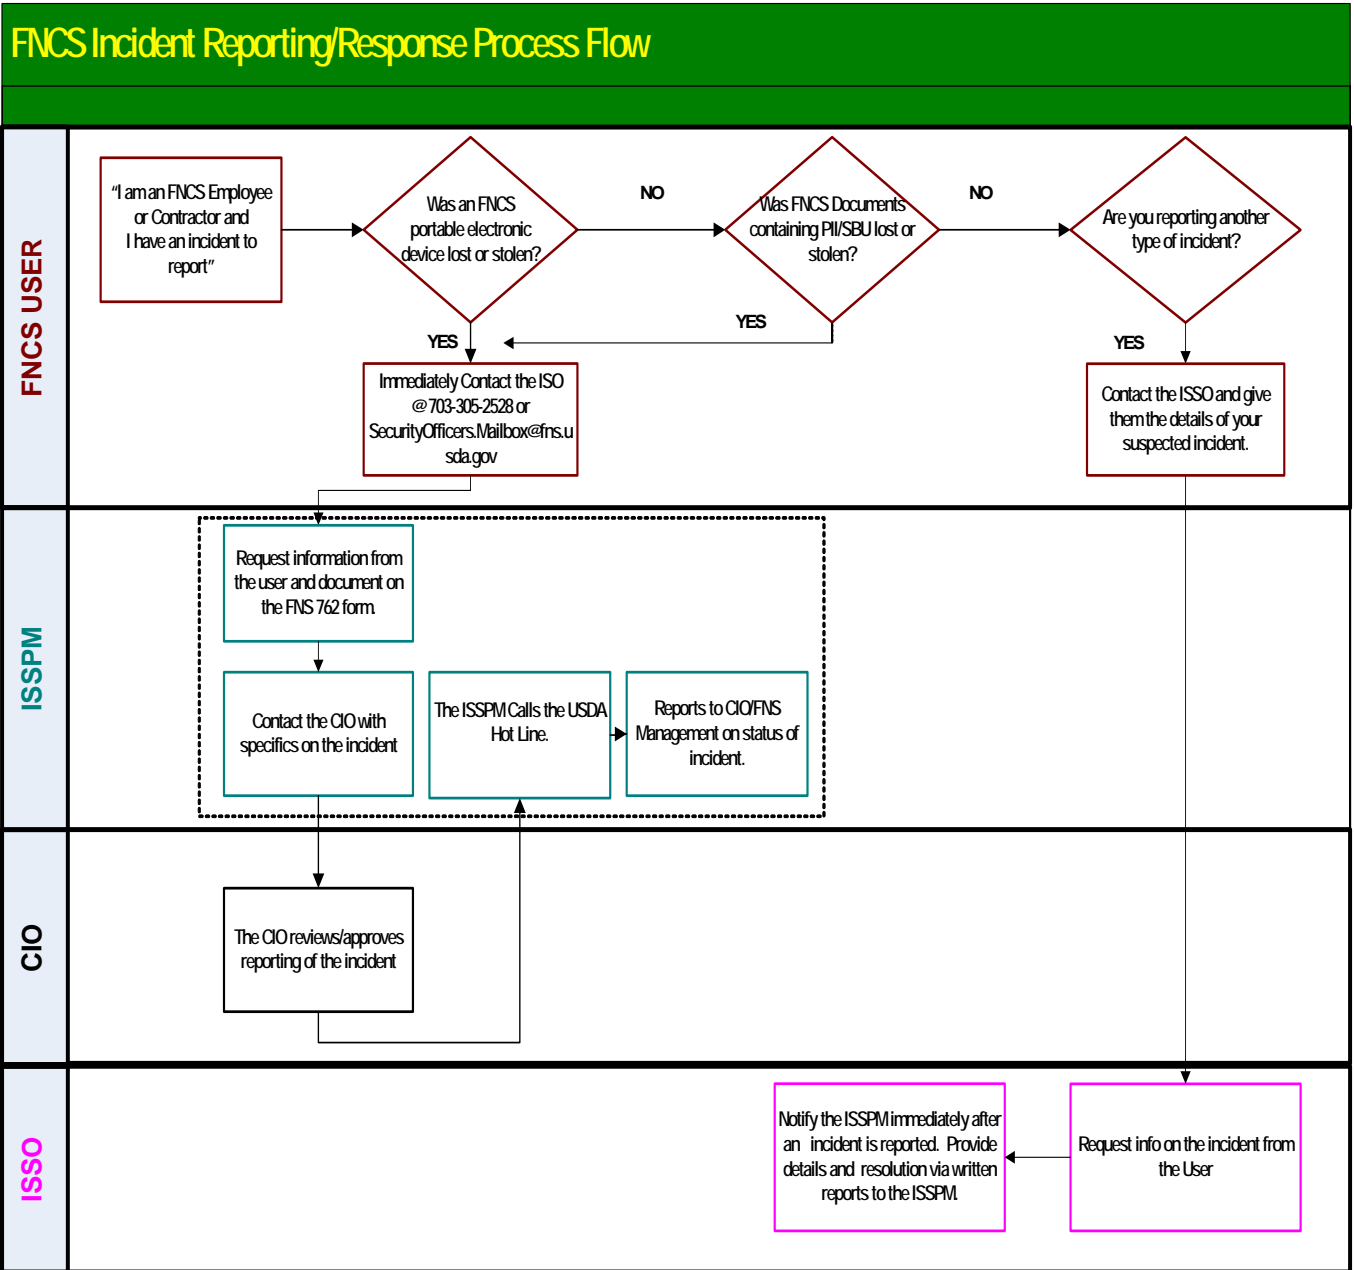 FNCS Incident Reporting/Response Process Flow
FNCS USER
"I am an FNCS Employee
or Contractor and
I have an incident to
report"
Was an FNCS
portable electronic
device lost or stolen?
NO
Was FNCS Documents
containing PII/SBU lost or
stolen?
NO
Are you reporting another
type of incident?
YES
YES
YES
Immediately Contact the ISO
@ 703-305-2528 or
SecurityOfficers.Mailbox@fns.u
sda.gov
Contact the ISSO and give
them the details of your
suspected incident.
ISSPM
Request information from
the user and document on
the FNS 762 form.
Contact the CIO with
specifics on the incident
The ISSPM Calls the USDA
Hot Line.
Reports to CIO/FNS
Management on status of
incident.
CIO
The CIO reviews/approves
reporting of the incident
ISSO
Notify the ISSPM immediately after
an incident is reported. Provide
details and resolution via written
reports to the ISSPM.
Request info on the incident from
the User